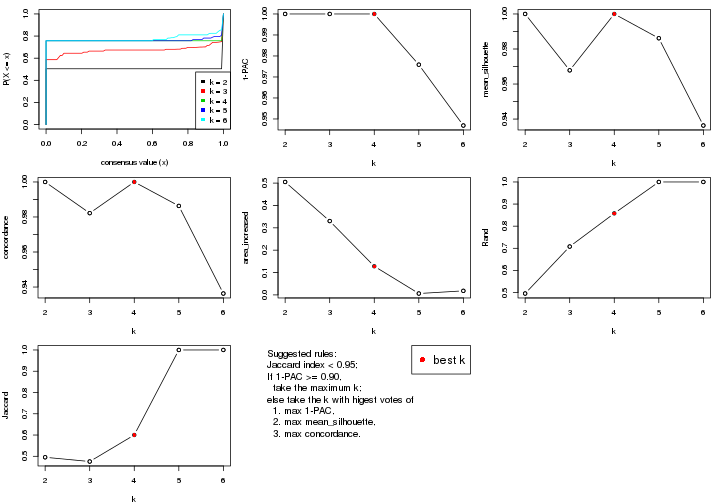 P(X <= x)
0.0 0.2 0.4 0.6 0.8 1.0
0.0 0.2 0.4 0.6 0.8 1.0
consensus value (x)
k = 2
k = 3
k = 4
k = 5
k = 6
1-PAC
0.95 0.96 0.97 0.98 0.99 1.00
2 3 4 5 6
k
mean_silhouette
0.94 0.96 0.98 1.00
2 3 4 5 6
k
concordance
0.94 0.96 0.98 1.00
2 3 4 5 6
k
area_increased
0.0 0.1 0.2 0.3 0.4 0.5
2 3 4 5 6
k
Rand
0.5 0.6 0.7 0.8 0.9 1.0
2 3 4 5 6
k
Jaccard
0.5 0.6 0.7 0.8 0.9 1.0
2 3 4 5 6
k
Suggested rules:
Jaccard index < 0.95;
If 1-PAC >= 0.90,
take the maximum k;
else take the k with higest votes of
1. max 1-PAC,
2. max mean_silhouette,
3. max concordance.
best k